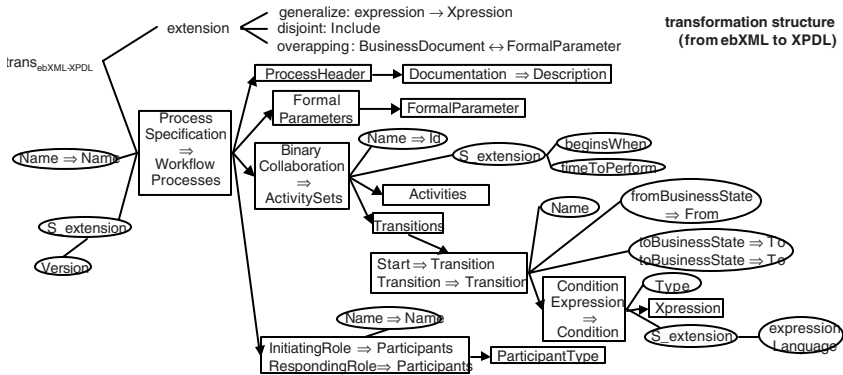 generalize: expression → Xpression
extension
disjoint: Include
overapping: BusinessDocument ↔ FormalParameter
transformation structure
(from ebXML to XPDL)
trans ebXML-XPDL
ProcessHeader
Documentation ⇒ Description
Process
Specification
⇒
Workflow
Processes
Formal
Parameters
FormalParameter
Name ⇒ Name
Binary
Collaboration
⇒
ActivitySets
Name ⇒ Id
S_extension
beginsWhen
timeToPerform
Activities
Transitions
S_extension
Version
Name
fromBusinessState
⇒ From
toBusinessState ⇒ To
toBusinessState ⇒ To
Start ⇒ Transition
Transition ⇒ Transition
Condition
Expression
⇒
Condition
Type
Xpression
S_extension
expression
Language
Name ⇒ Name
InitiatingRole ⇒ Participants
RespondingRole ⇒ Participants
ParticipantType